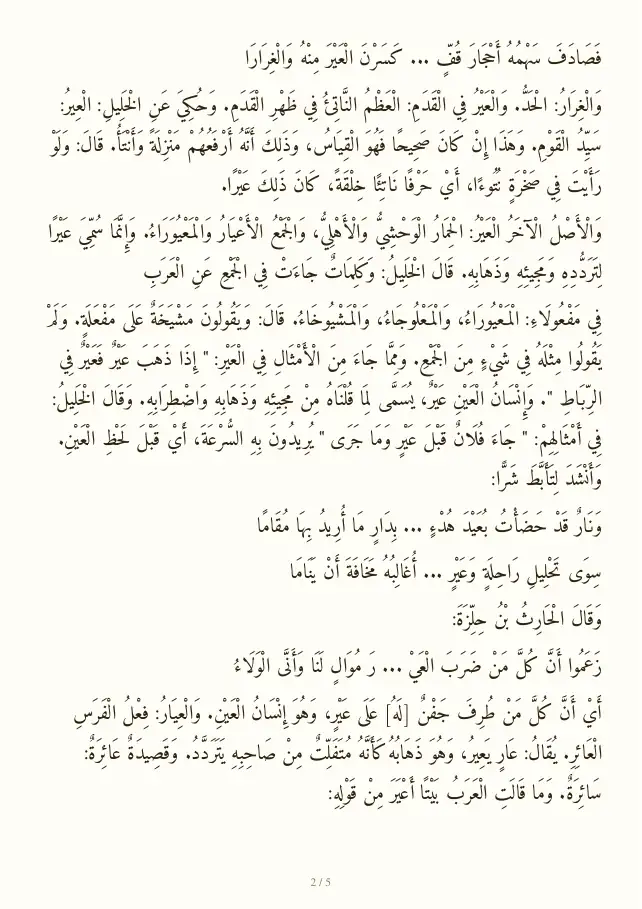 فَصَادَفَ سَهْمُهُ أَحْجَارَ قُفٍّ ... كَسَرْنَ الْعَيْرَ مِنْهُ وَالْغِرَارَا
وَالْغِرَارُ: الْحَدُّ. وَالْعَيْرُ فِي الْقَدَمِ: الْعَظْمُ النَّاتِئُ فِي ظَهْرِ الْقَدَمِ. وَحُكِيَ عَنِ الْخَلِيلِ: الْعِيرُ:
سَيِّدُ الْقَوْمِ. وَهَذَا إِنْ كَانَ صَحِيحًا فَهُوَ الْقِيَاسُ، وَذَلِكَ أَنَّهُ أَرْفَعُهُمْ مَنْزِلَةً وَأَنْتَأُ. قَالَ: وَلَوْ
رَأَيْتَ فِي صَخْرَةٍ نُتُوءًا، أَيْ حَرْفًا نَاتِئًا خِلْقَةً، كَانَ ذَلِكَ عَيْرًا.
وَالْأَصْلُ الْآخَرُ الْعَيْرُ: الْحِمَارُ الْوَحْشِيُّ وَالْأَهْلِيُّ، وَالْجَمْعُ الْأَعْيَارُ وَالْمَعْيُورَاءُ. وَإِنَّمَا سُمِّيَ عَيْرًا
لِتَرَدُّدِهِ وَمَجِيئِهِ وَذَهَابِهِ. قَالَ الْخَلِيلُ: وَكَلِمَاتٌ جَاءَتْ فِي الْجَمْعِ عَنِ الْعَرَبِ
فِي مَفْعُولَاءِ: الْمَعْيُورَاءُ، وَالْمَعْلُوجَاءُ، وَالْمَشْيُوخَاءُ. قَالَ: وَيَقُولُونَ مَشْيَخَةٌ عَلَى مَفْعَلَةٍ. وَلَمْ
يَقُولُوا مِثْلَهُ فِي شَيْءٍ مِنَ الْجَمْعِ. وَمِمَّا جَاءَ مِنَ الْأَمْثَالِ فِي الْعَيْرِ: " إِذَا ذَهَبَ عَيْرٌ فَعَيْرٌ فِي
الرِّبَاطِ ". وَإِنْسَانُ الْعَيْنِ عَيْرٌ، يُسَمَّى لِمَا قُلْنَاهُ مِنْ مَجِيئِهِ وَذَهَابِهِ وَاضْطِرَابِهِ. وَقَالَ الْخَلِيلُ:
فِي أَمْثَالِهِمْ: " جَاءَ فُلَانٌ قَبْلَ عَيْرٍ وَمَا جَرَى " يُرِيدُونَ بِهِ السُّرْعَةَ، أَيْ قَبْلَ لَحْظِ الْعَيْنِ.
وَأَنْشَدَ لِتَأَبَّطَ شَرًّا:
وَنَارٌ قَدْ حَضَأْتُ بُعَيْدَ هُدْءٍ ... بِدَارِ مَا أُرِيدُ بِهَا مُقَامًا
سِوَى تَحْلِيلِ رَاحِلَةٍ وَعَيْرٍ ... أُغَالِبُهُ مَخَافَةَ أَنْ يَنَامَا
وَقَالَ الْحَارِثُ بْنُ حِلِّزَةَ:
زَعَمُوا أَنَّ كُلَّ مَنْ ضَرَبَ الْعَيْ ... رَ مُوَالٍ لَنَا وَأَنَّى الْوَلَاءُ
أَيْ أَنَّ كُلَّ مَنْ طُرِفَ جَفْنٌ [لَهُ] عَلَى عَيْرٍ، وَهُوَ إِنْسَانُ الْعَيْنِ. وَالْعِيَارُ: فِعْلُ الْفَرَسِ
الْعَائِرِ. يُقَالُ: عَارَ يَعِيرُ، وَهُوَ ذَهَابُهُ كَأَنَّهُ مُتَفَلِّتٌ مِنْ صَاحِبِهِ يَتَرَدَّدُ. وَقَصِيدَةٌ عَائِرَةٌ:
سَائِرَةٌ. وَمَا قَالَتِ الْعَرَبُ بَيْتًا أَعْيَرَ مِنْ قَوْلِهِ:
2 / 5